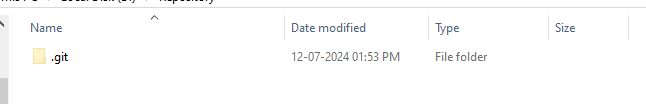 Name Date modified Type Size
.git 12-07-2024 01:53 PM File folder